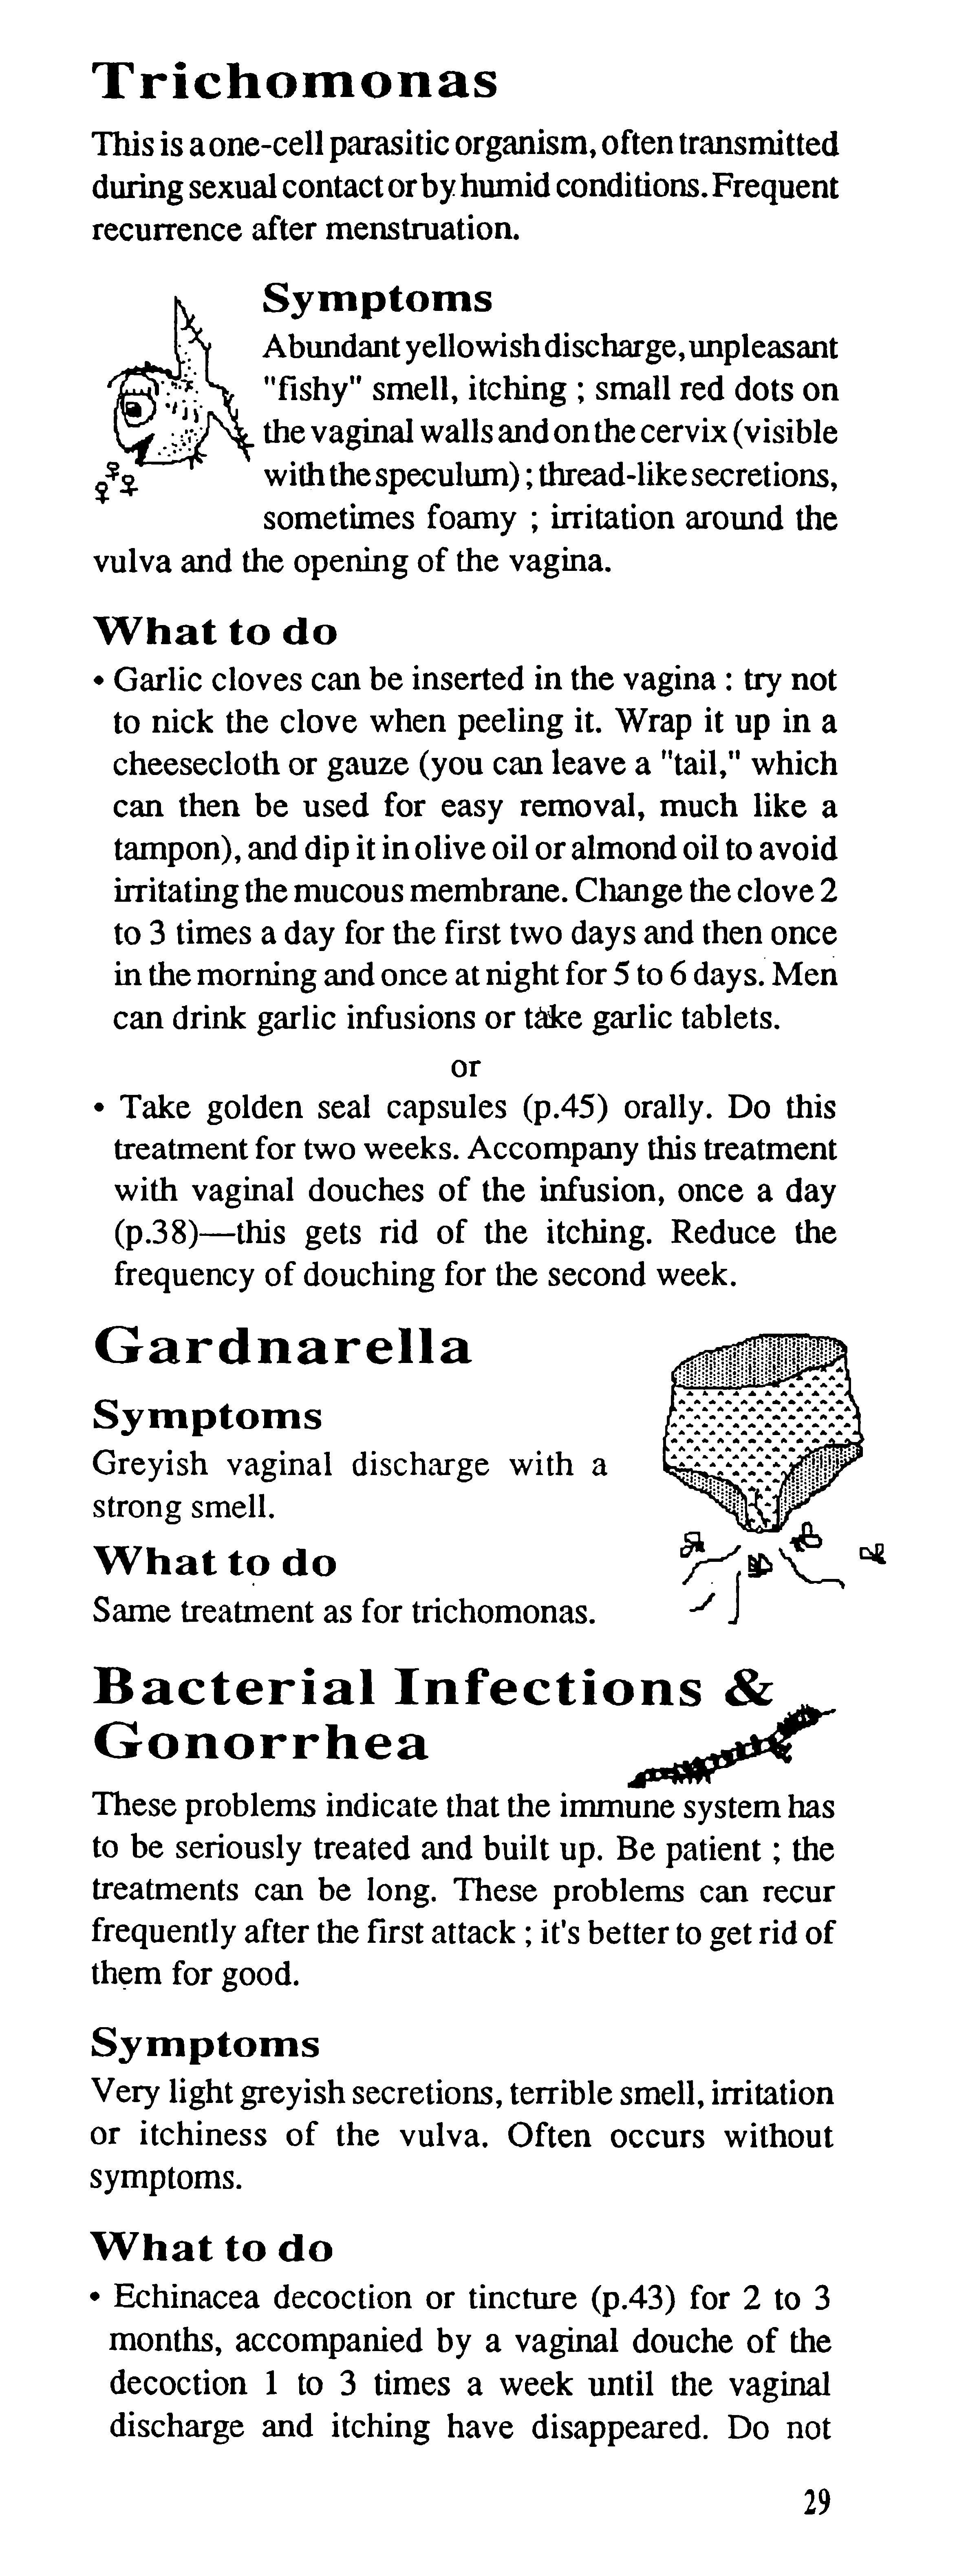 Trichomonas
This is a one-cell parasitic organism, often transmitted
during sexual contact or by humid conditions. Frequent
recurrence after menstruation.
Symptoms
Abundant yellowish discharge, unpleasant
"fishy" smell, itching ; small red dots on
the vaginal walls and on the cervix (visible
with the speculum) ; thread-like secretions,
sometimes foamy ; irritation around the
vulva and the opening of the vagina.
What to do
• Garlic cloves can be inserted in the vagina : try not
to nick the clove when peeling it. Wrap it up in a
cheesecloth or gauze (you can leave a "tail," which
can then be used for easy removal, much like a
tampon), and dip it in olive oil or almond oil to avoid
irritating the mucous membrane. Change the clove 2
to 3 times a day for the first two days and then once
in the morning and once at night for 5 to 6 days. Men
can drink garlic infusions or take garlic tablets.
or
• Take golden seal capsules (p.45) orally. Do this
treatment for two weeks. Accompany this treatment
with vaginal douches of the infusion, once a day
(p.38)—this gets rid of the itching. Reduce the
frequency of douching for the second week.
Gardnarella
Symptoms
Greyish vaginal discharge with a
strong smell.
What to do
Same treatment as for trichomonas.
Bacterial Infections &
Gonorrhea
These problems indicate that the immune system has
to be seriously treated and built up. Be patient ; the
treatments can be long. These problems can recur
frequently after the first attack ; it's better to get rid of
them for good.
Symptoms
Very light greyish secretions, terrible smell, irritation
or itchiness of the vulva. Often occurs without
symptoms.
What to do
• Echinacea decoction or tincture (p.43) for 2 to 3
months, accompanied by a vaginal douche of the
decoction 1 to 3 times a week until the vaginal
discharge and itching have disappeared. Do not
29